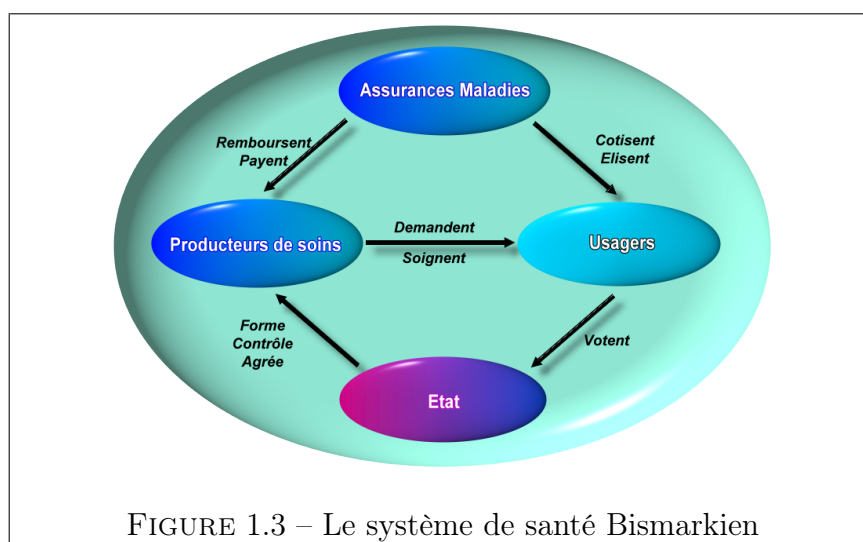 Assurances Maladies
Remboursent
Payent
Cotisent
Elisent
Producteurs de soins
Demandent
Soignent
Usagers
Forme
Contrôle
Agrée
Votent
Etat
FIGURE 1.3 – Le système de santé Bismarkien